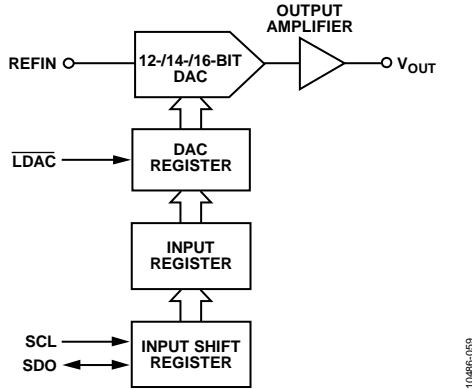 OUTPUT
AMPLIFIER
REFIN
12-/14-/16-BIT
DAC
VOUT
LDAC
DAC
REGISTER
INPUT
REGISTER
SCL
SDO
INPUT SHIFT
REGISTER
10486-059